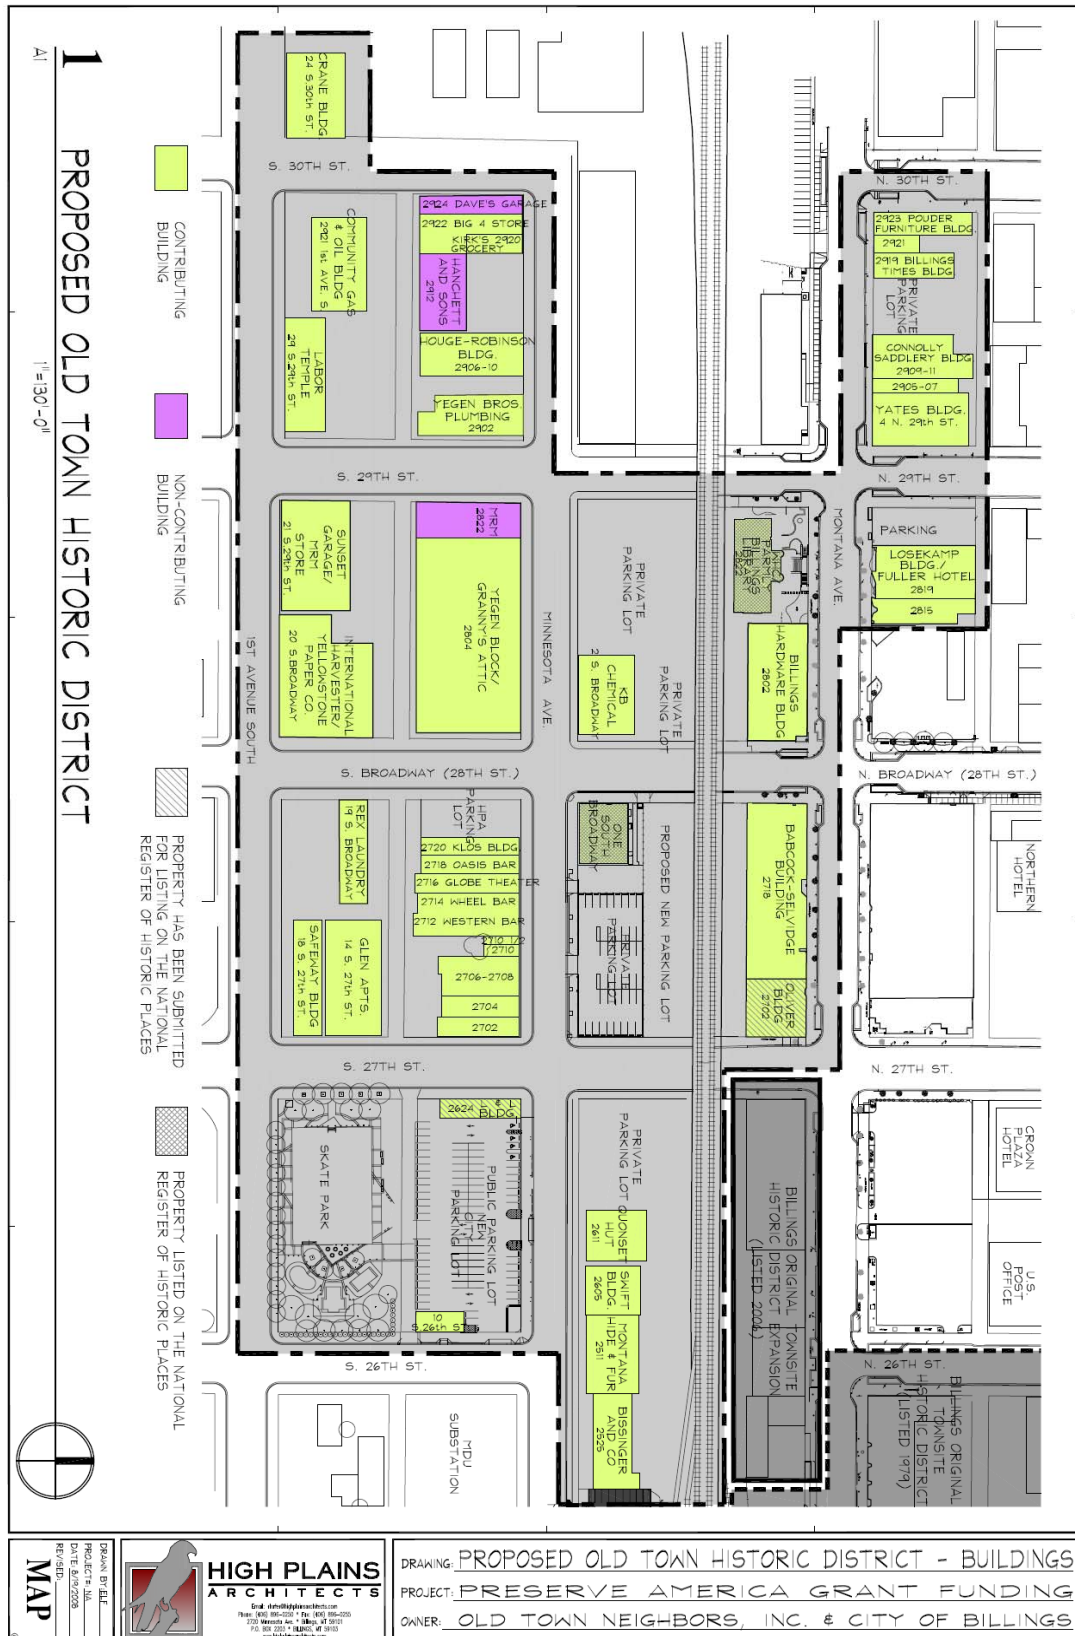 1
A1
PROPOSED OLD TOWN HISTORIC DISTRICT
1"=130'-0"
CONTRIBUTING
BUILDING
NON-CONTRIBUTING
BUILDING
PROPERTY HAS BEEN SUBMITTED
FOR LISTING ON THE NATIONAL
REGISTER OF HISTORIC PLACES
PROPERTY LISTED ON THE NATIONAL
REGISTER OF HISTORIC PLACES
CRANE BLDG.
24 S.30th ST.
S. 30TH ST.
N. 30TH ST.
COMMUNITY GAS
& OIL BLDG
2921 1st AVE. S
LABOR
TEMPLE
29 S.29th ST.
2924 DAVE'S GARAGE
2922 BIG 4 STORE
KIRK'S 2920
GROCERY
HANCHETT
AND SONS
2912
HOUGE-ROBINSON
BLDG.
2906-10
YEGEN BROS.
PLUMBING
2902
2923 POUDER
FURNITURE BLDG.
2921
2919 BILLINGS
TIMES BLDG
PRIVATE
PARKING
LOT
CONNOLLY
SADDLERY BLDG
2909-11
2905-07
YATES BLDG.
4 N. 29th ST.
S. 29TH ST.
N. 29TH ST.
SUNSET
GARAGE/
MRM
STORE
21 S.29th ST.
INTERNATIONAL
HARVESTER/
YELLOWSTONE
PAPER CO.
20 S.BROADWAY
MRM
2822
YEGEN BLOCK/
GRANNY'S ATTIC
2804
1ST AVENUE SOUTH
MINNESOTA AVE.
MONTANA AVE.
PRIVATE
PARKING LOT
KB
CHEMICAL
2 S. BROADWAY
PRIVATE
PARKING LOT
PARMLY
BILLINGS
LIBRARY
2822
BILLINGS
HARDWARE BLDG
2802
PARKING
LOSEKAMP
BLDG./
FULLER HOTEL
2819
2815
S. BROADWAY (28TH ST.)
N. BROADWAY (28TH ST.)
REX LAUNDRY
19 S. BROADWAY
SAFEWAY BLDG
18 S. 27th ST.
GLEN APTS.
14 S. 27th ST.
HPA
PARKING
LOT
2720 KLOS BLDG.
2718 OASIS BAR
2716 GLOBE THEATER
2714 WHEEL BAR
2712 WESTERN BAR
2710 1/2
2710
2706-2708
2704
2702
ONE
SOUTH
BROADWAY
PRIVATE
PARKING LOT
PROPOSED NEW PARKING LOT
BABCOCK-SELVIDGE
BUILDING
2718
OLIVER
BLDG
2702
NORTHERN
HOTEL
S. 27TH ST.
N. 27TH ST.
SKATE PARK
2624
BLDG
PUBLIC PARKING LOT
NEW
CITY
PARKING LOT
10
S.26th ST
PRIVATE
PARKING LOT
QUONSET
HUT
2611
SWIFT
BLDG.
2605
MONTANA
HIDE & FUR
2511
BISSINGER
AND CO
2525
BILLINGS ORIGINAL TOWNSITE
HISTORIC DISTRICT EXPANSION
(LISTED 2006)
CROWN
PLAZA
HOTEL
U.S.
POST
OFFICE
S. 26TH ST.
N. 26TH ST.
MDU
SUBSTATION
BILLINGS ORIGINAL
TOWNSITE
HISTORIC DISTRICT
(LISTED 1979)
DRAWN BY:ELF
PROJECT#: NA
DATE: 8/19/2008
REVISED:
MAP
HIGH PLAINS
ARCHITECTS
DRAWING: PROPOSED OLD TOWN HISTORIC DISTRICT - BUILDINGS
PROJECT: PRESERVE AMERICA GRANT FUNDING
OWNER: OLD TOWN NEIGHBORS, INC. & CITY OF BILLINGS